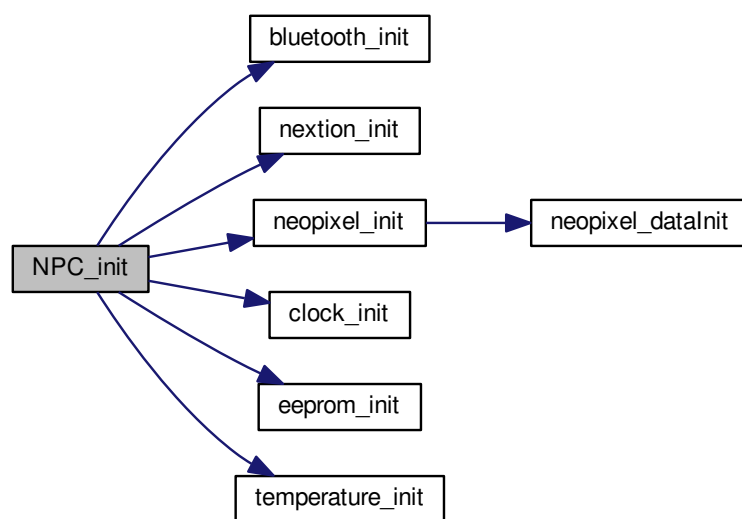 bluetooth_init
nextion_init
neopixel_init
neopixel_dataInit
NPC_init
clock_init
eeprom_init
temperature_init